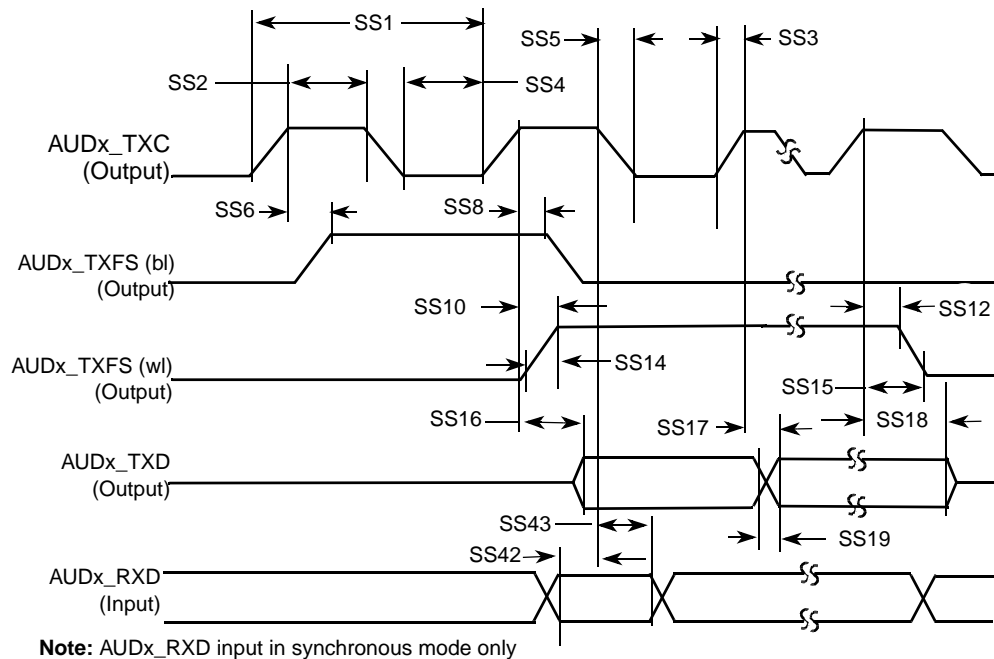 SS1
SS5
SS3
SS2
SS4
AUDx_TXC
(Output)
SS6
SS8
AUDx_TXFS (bl)
(Output)
SS10
SS12
AUDx_TXFS (wl)
(Output)
SS14
SS15
SS16
SS17
SS18
AUDx_TXD
(Output)
SS43
SS19
SS42
AUDx_RXD
(Input)
Note: AUDx_RXD input in synchronous mode only